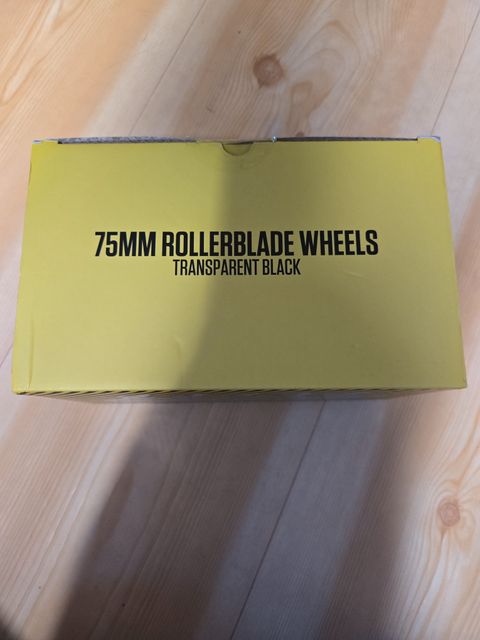 75MM ROLLERBLADE WHEELS
TRANSPARENT BLACK